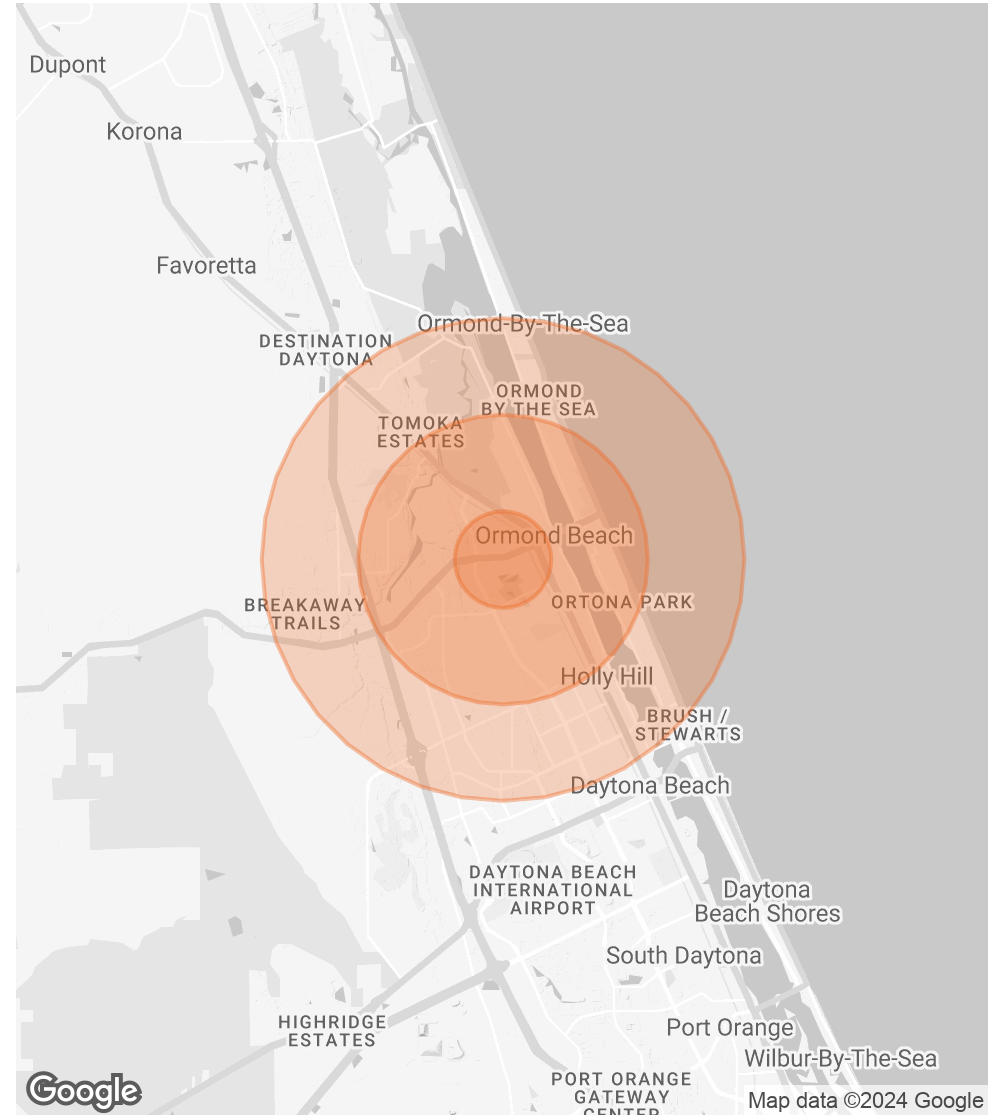 Dupont
Korona
Favoretta
Ormond-By-The-Sea
DESTINATION
DAYTONA
ORMOND
BY THE SEA
TOMOKA
ESTATES
Ormond Beach
BREAKAWAY
TRAILS
ORTONA PARK
Holly Hill
BRUSH /
STEWARTS
Daytona Beach
DAYTONA BEACH
INTERNATIONAL
AIRPORT
Daytona
Beach Shores
South Daytona
HIGHRIDGE
ESTATES
Port Orange
Wilbur-By-The-Sea
PORT ORANGE
GATEWAY
CENTER
Google
Map data ©2024 Google